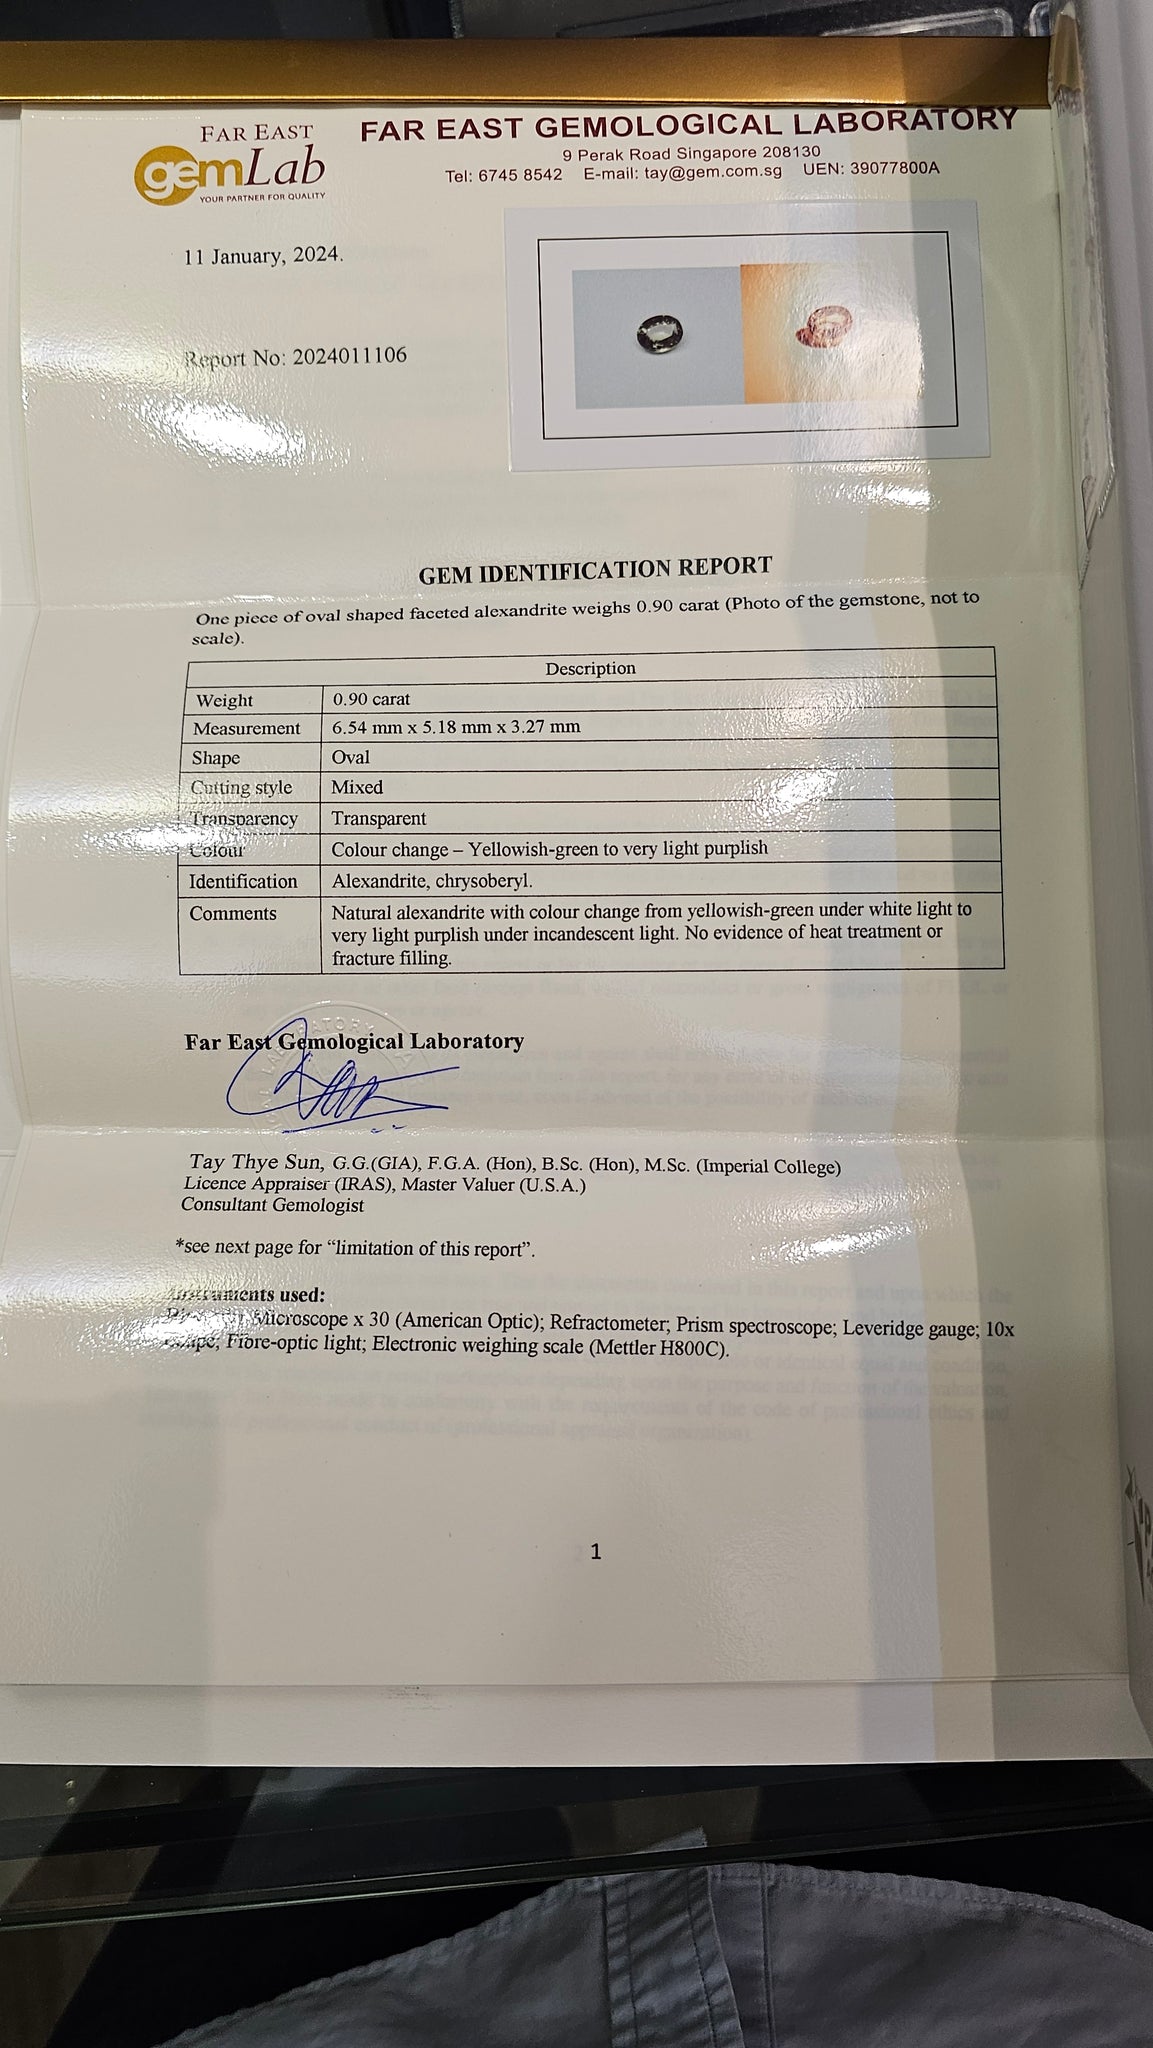 FAR EAST
gemLab
YOUR PARTNER FOR QUALITY
FAR EAST GEMOLOGICAL LABORATORY
9 Perak Road Singapore 208130
Tel: 6745 8542 E-mail: tay@gem.com.sg UEN: 39077800A
11 January, 2024.
Report No: 2024011106
GEM IDENTIFICATION REPORT
One piece of oval shaped faceted alexandrite weighs 0.90 carat (Photo of the gemstone, not to
scale).
Description
Weight 0.90 carat
Measurement 6.54 mm x 5.18 mm x 3.27 mm
Shape Oval
Cutting style Mixed
Transparency Transparent
Colour Colour change – Yellowish-green to very light purplish
Identification Alexandrite, chrysoberyl.
Comments Natural alexandrite with colour change from yellowish-green under white light to
very light purplish under incandescent light. No evidence of heat treatment or
fracture filling.
Far East Gemological Laboratory
Tay Thye Sun, G.G.(GIA), F.G.A. (Hon), B.Sc. (Hon), M.Sc. (Imperial College)
Licence Appraiser (IRAS), Master Valuer (U.S.A.)
Consultant Gemologist
*see next page for “limitation of this report”.
Instruments used:
Microscope x 30 (American Optic); Refractometer; Prism spectroscope; Leveridge gauge; 10x
Fibre-optic light; Electronic weighing scale (Mettler H800C).
1